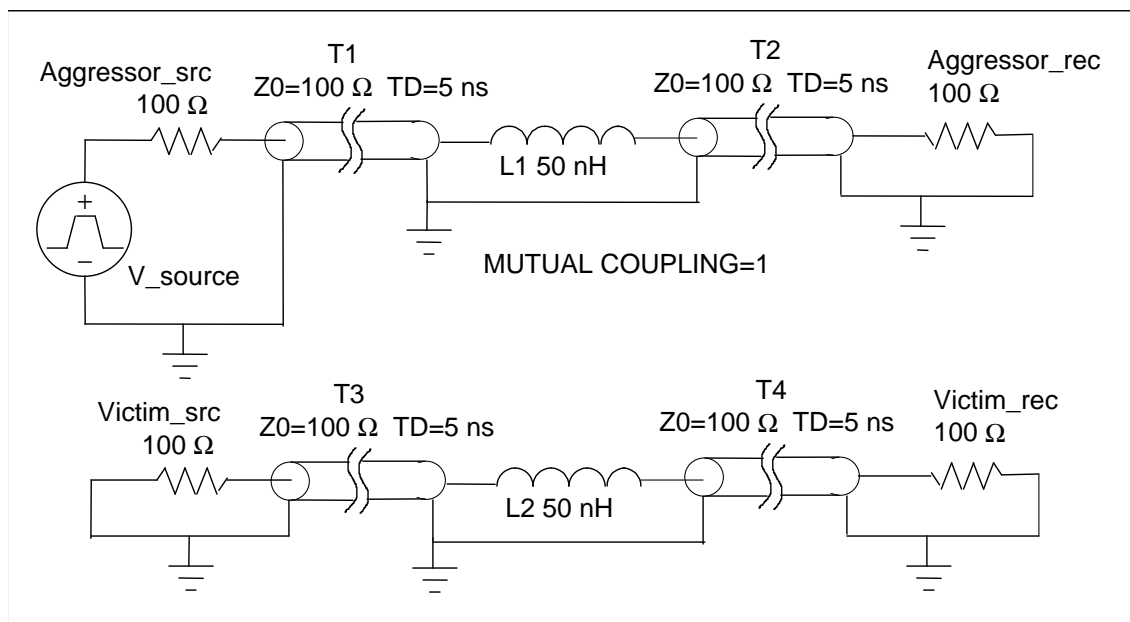 T1
Z0=100 Ω TD=5 ns
Aggressor_src
100 Ω
T2
Z0=100 Ω TD=5 ns
Aggressor_rec
100 Ω
L1 50 nH
+
−
V_source
MUTUAL COUPLING=1
T3
Z0=100 Ω TD=5 ns
Victim_src
100 Ω
T4
Z0=100 Ω TD=5 ns
Victim_rec
100 Ω
L2 50 nH